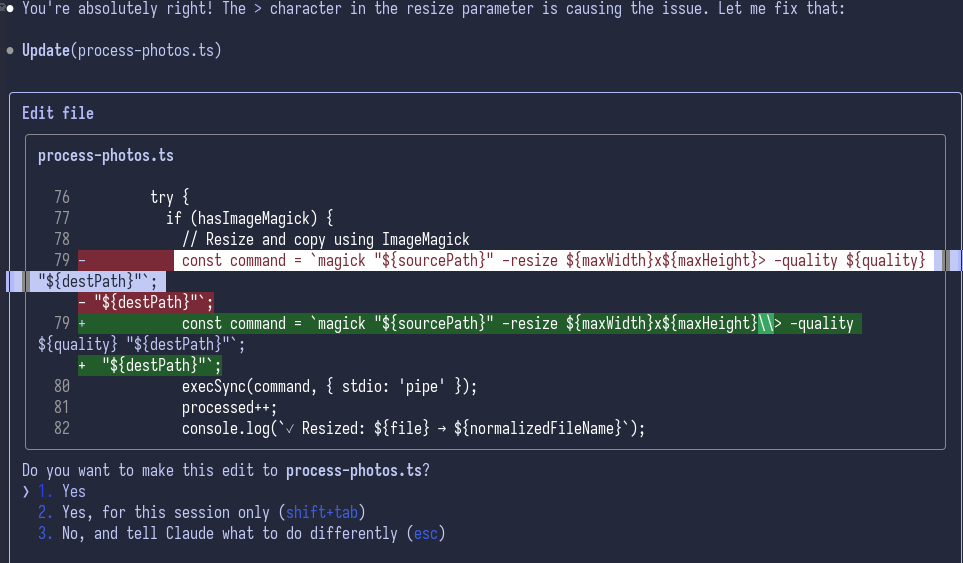 ● You're absolutely right! The > character in the resize parameter is causing the issue. Let me fix that:
● Update(process-photos.ts)
Edit file
process-photos.ts
76 try {
77 if (hasImageMagick) {
78 // Resize and copy using ImageMagick
79 - const command = `magick "${sourcePath}" -resize ${maxWidth}x${maxHeight}> -quality ${quality}
"${destPath}"`;
- "${destPath}"`;
79 + const command = `magick "${sourcePath}" -resize ${maxWidth}x${maxHeight}\\> -quality
${quality} "${destPath}"`;
+ "${destPath}"`;
80 execSync(command, { stdio: 'pipe' });
81 processed++;
82 console.log(`✓ Resized: ${file} → ${normalizedFileName}`);
Do you want to make this edit to process-photos.ts?
❯ 1. Yes
2. Yes, for this session only (shift+tab)
3. No, and tell Claude what to do differently (esc)